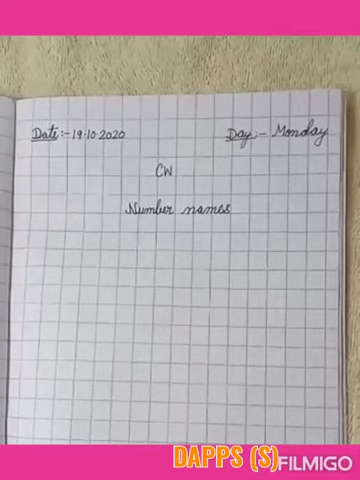 Date:- 19.10.2020 Day:- Monday
CW
Number names
DAPPS (S) FILMIGO